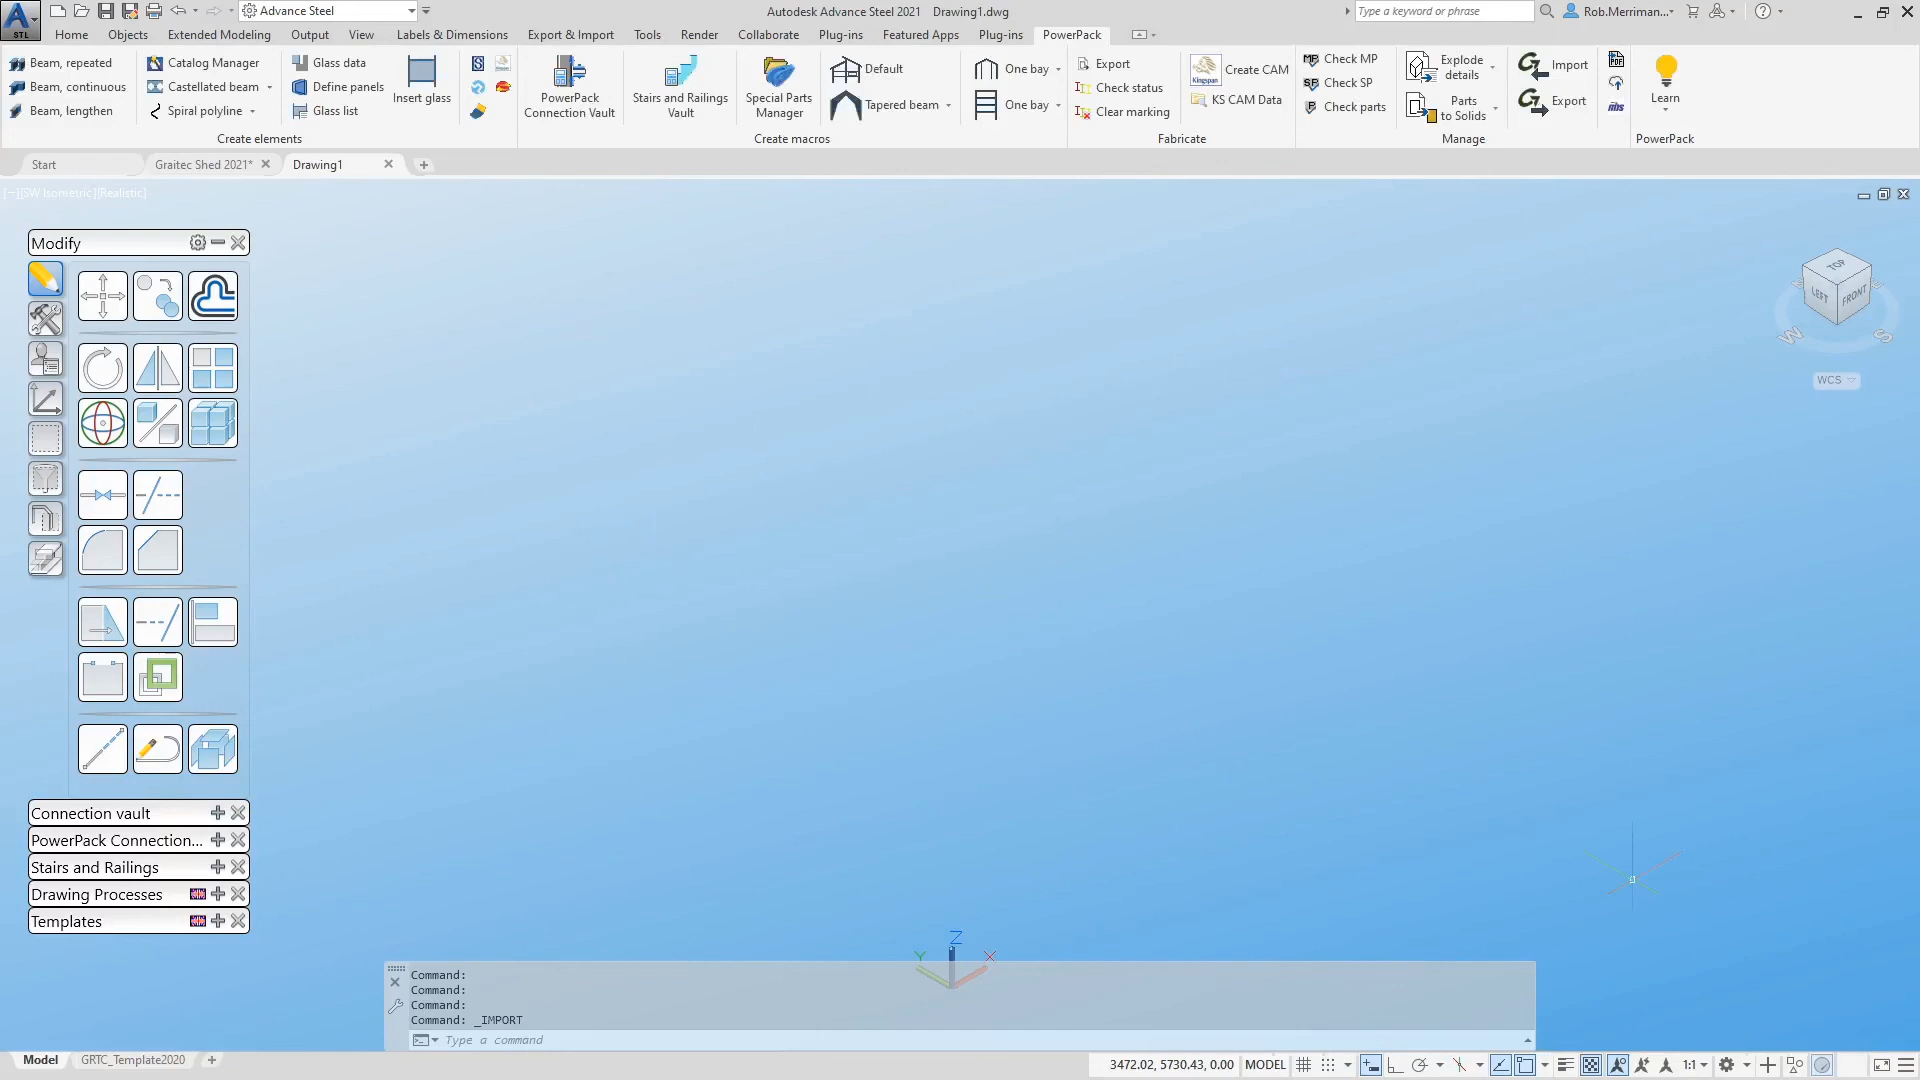 STL
Advance Steel
Autodesk Advance Steel 2021 Drawing1.dwg
Type a keyword or phrase
Rob.Merriman...
Home Objects Extended Modeling Output View Labels & Dimensions Export & Import Tools Render Collaborate Plug-ins Featured Apps Plug-ins PowerPack
Beam, repeated
Beam, continuous
Beam, lengthen
Catalog Manager
Castellated beam
Spiral polyline
Glass data
Define panels
Glass list
Insert glass
Create elements
PowerPack
Connection Vault
Stairs and Railings
Vault
Special Parts
Manager
Default
Tapered beam
One bay
One bay
Create macros
Export
Check status
Clear marking
Kingspan
Create CAM
KS CAM Data
Fabricate
MP Check MP
SP Check SP
P Check parts
Explode
details
Parts
to Solids
Import
Export
Manage
PDF
nbs
Learn
PowerPack
Start
Graitec Shed 2021*
Drawing1
[−][SW Isometric][Realistic]
TOP
LEFT
FRONT
W
S
WCS
Modify
Connection vault
PowerPack Connection...
Stairs and Railings
Drawing Processes
Templates
Z
Y
X
Command:
Command:
Command:
Command: _IMPORT
Type a command
Model
GRTC_Template2020
3472.02, 5730.43, 0.00 MODEL
1:1